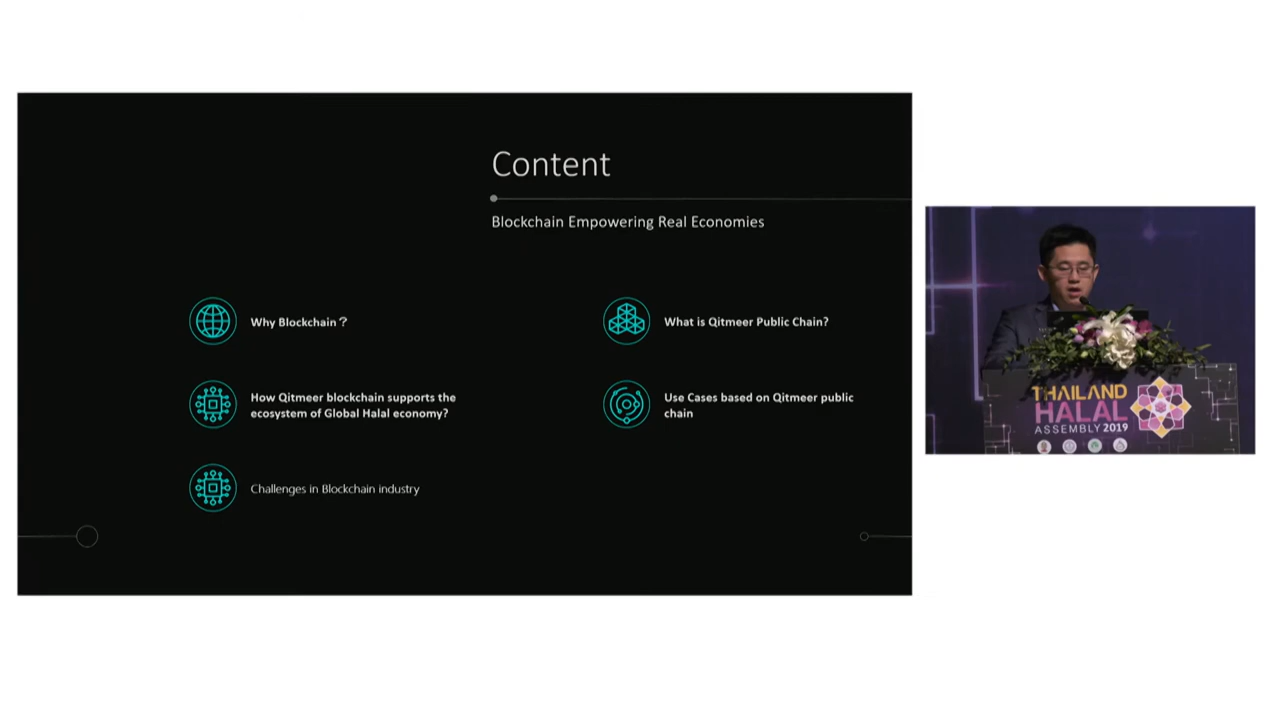 Content
Blockchain Empowering Real Economies
Why Blockchain？
What is Qitmeer Public Chain?
How Qitmeer blockchain supports the
ecosystem of Global Halal economy?
Use Cases based on Qitmeer public
chain
Challenges in Blockchain industry
THAILAND
HALAL
ASSEMBLY 2019